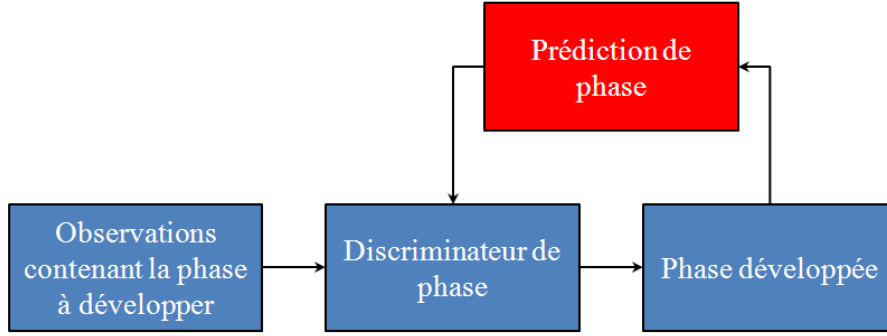 Prédiction de
phase
Observations
contenant la phase
à développer
Discriminateur de
phase
Phase développée